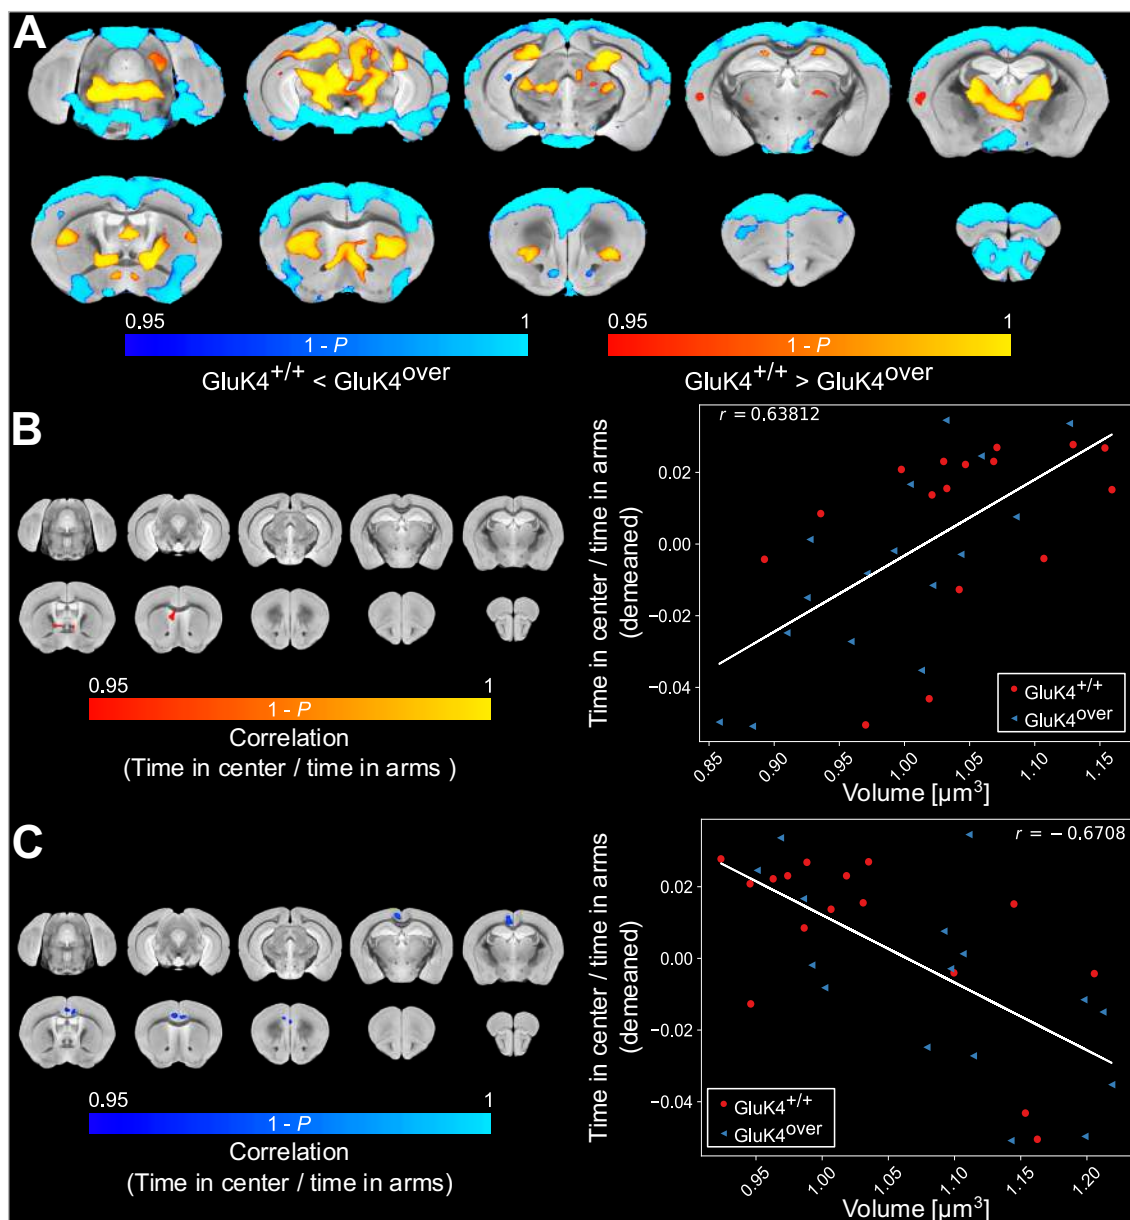 A
0.95 1
1 - P
GluK4+/+ < GluK4over
0.95 1
1 - P
GluK4+/+ > GluK4over
B
0.95 1
1 - P
Correlation
(Time in center / time in arms )
r = 0.63812
Time in center / time in arms
(demeaned)
0.02
0.00
−0.02
−0.04
GluK4+/+
GluK4over
0.85 0.90 0.95 1.00 1.05 1.10 1.15
Volume [µm³]
C
0.95 1
1 - P
Correlation
(Time in center / time in arms)
r = − 0.6708
Time in center / time in arms
(demeaned)
0.02
0.00
−0.02
−0.04
GluK4+/+
GluK4over
0.95 1.00 1.05 1.10 1.15 1.20
Volume [µm³]